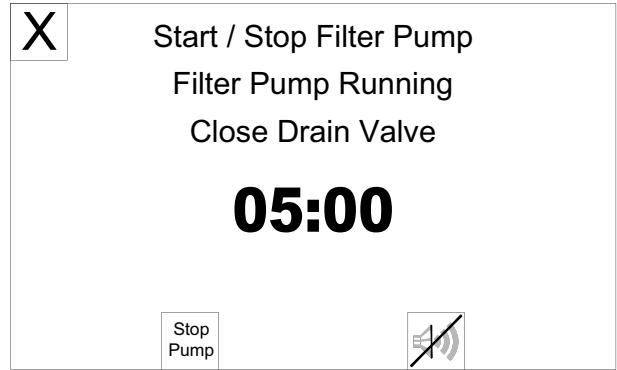 X
Start / Stop Filter Pump
Filter Pump Running
Close Drain Valve
05:00
Stop
Pump